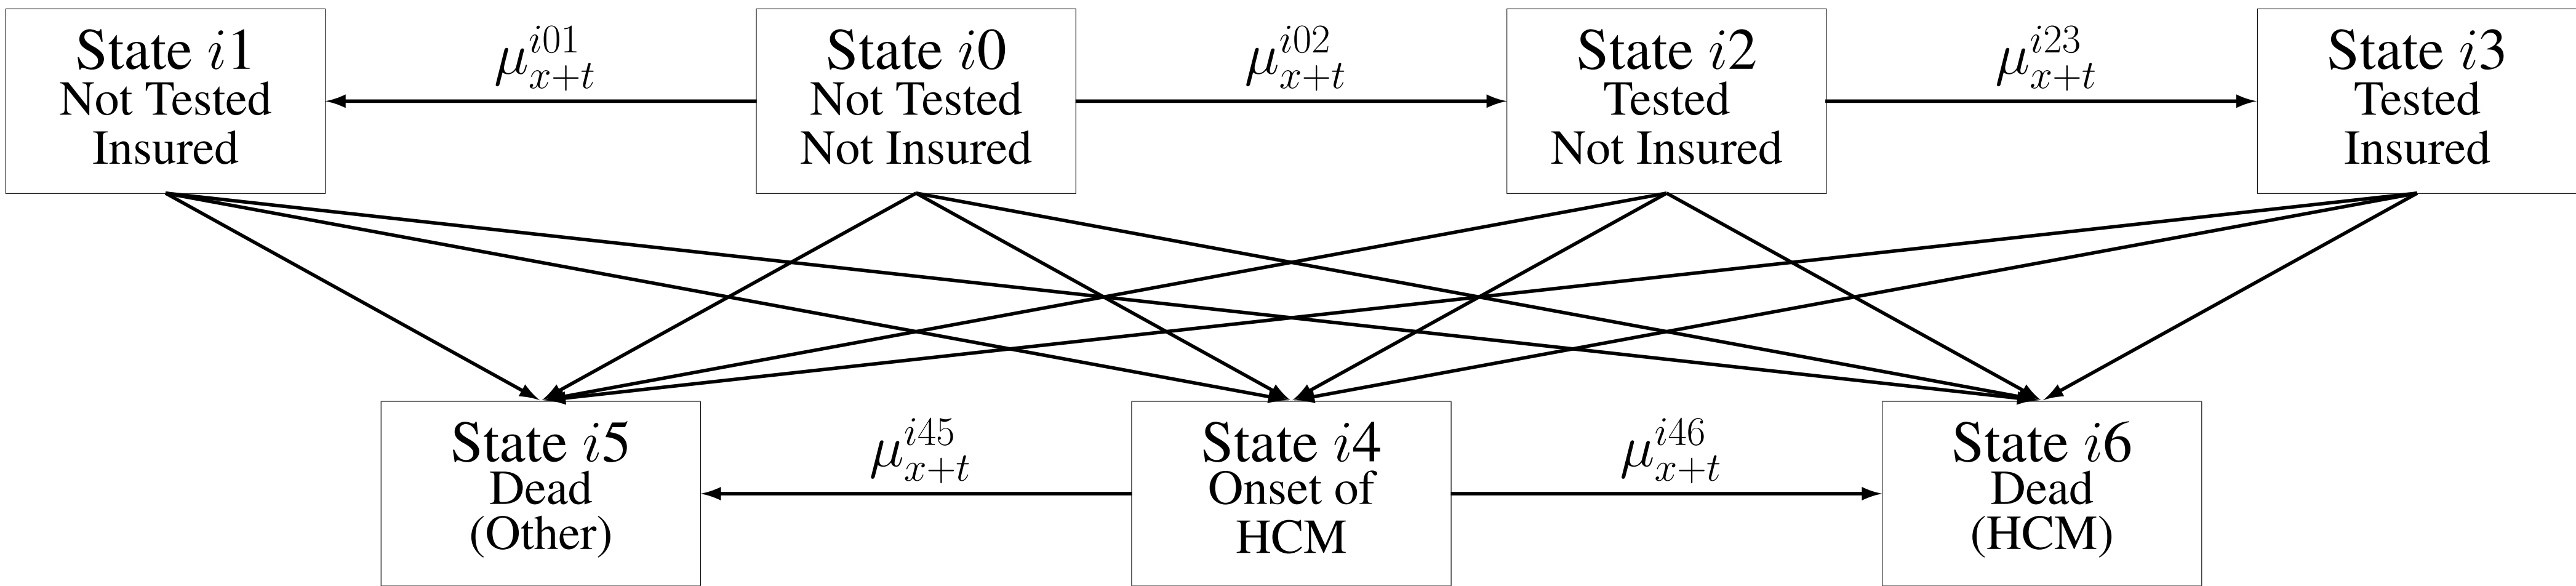 State i1
Not Tested
Insured
μ^{i01}_{x+t}
State i0
Not Tested
Not Insured
μ^{i02}_{x+t}
State i2
Tested
Not Insured
μ^{i23}_{x+t}
State i3
Tested
Insured
State i5
Dead
(Other)
μ^{i45}_{x+t}
State i4
Onset of
HCM
μ^{i46}_{x+t}
State i6
Dead
(HCM)